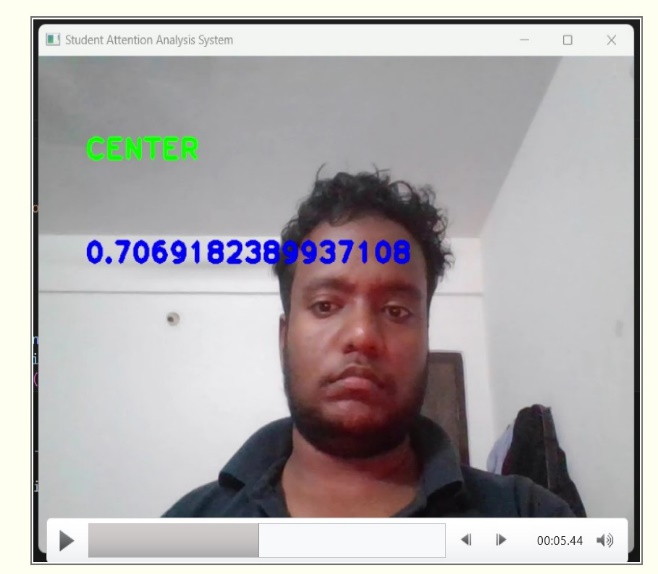 Student Attention Analysis System
CENTER
0.7069182389937108
00:05.44